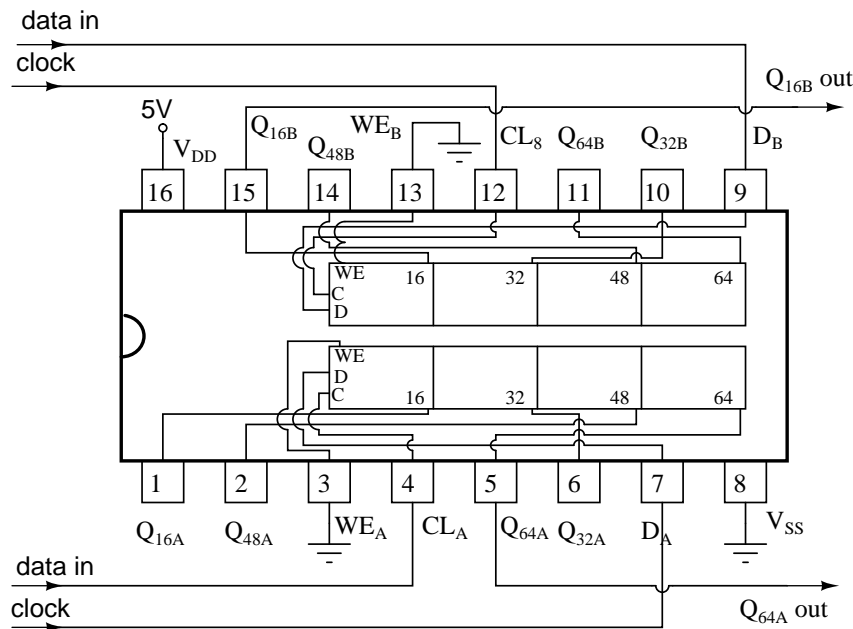 data in
clock
Q16B out
5V
VDD
Q16B
Q48B
WEB
CL8
Q64B
Q32B
DB
16 15 14 13 12 11 10 9
WE 16 32 48 64
C
D
WE
D
C 16 32 48 64
1 2 3 4 5 6 7 8
Q16A
Q48A
WEA
CLA
Q64A
Q32A
DA
VSS
data in
clock
Q64A out